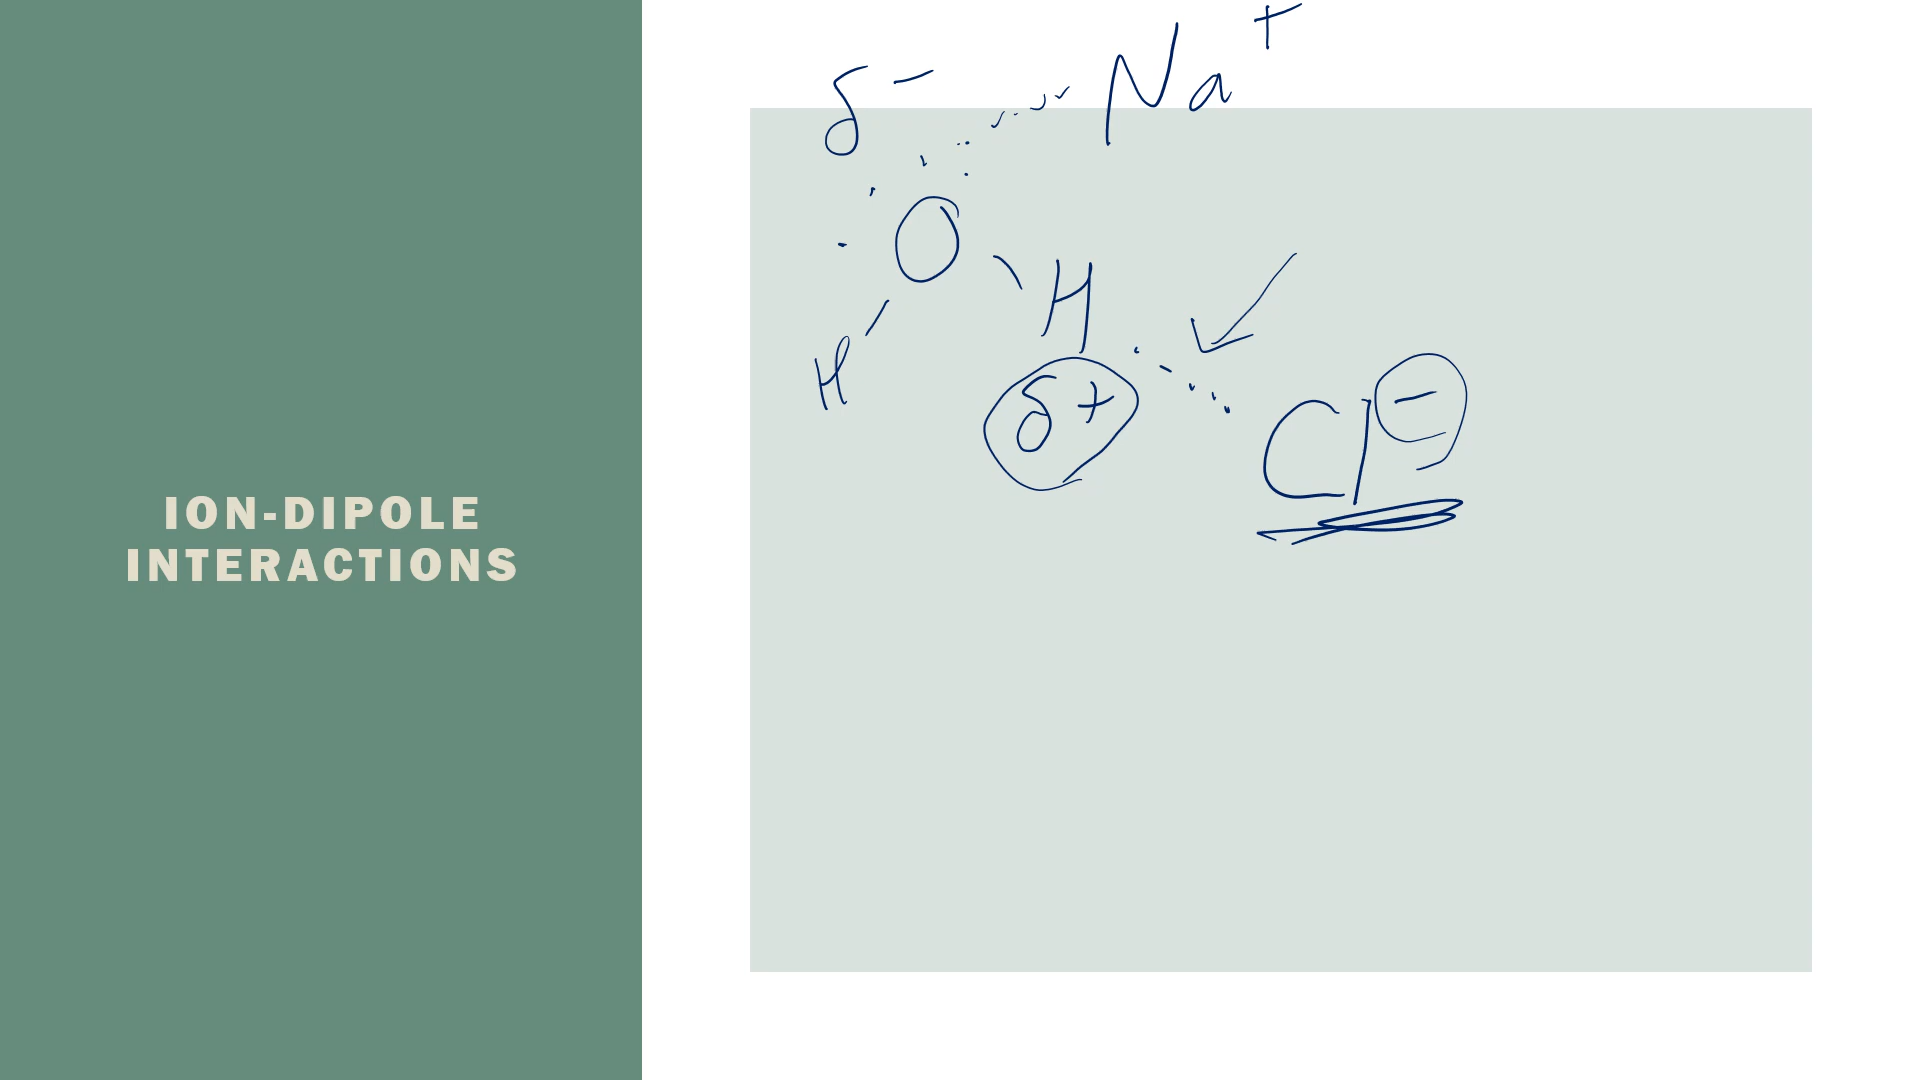 ION-DIPOLE
INTERACTIONS
δ− Na+
O
H
H
δ+
Cl−